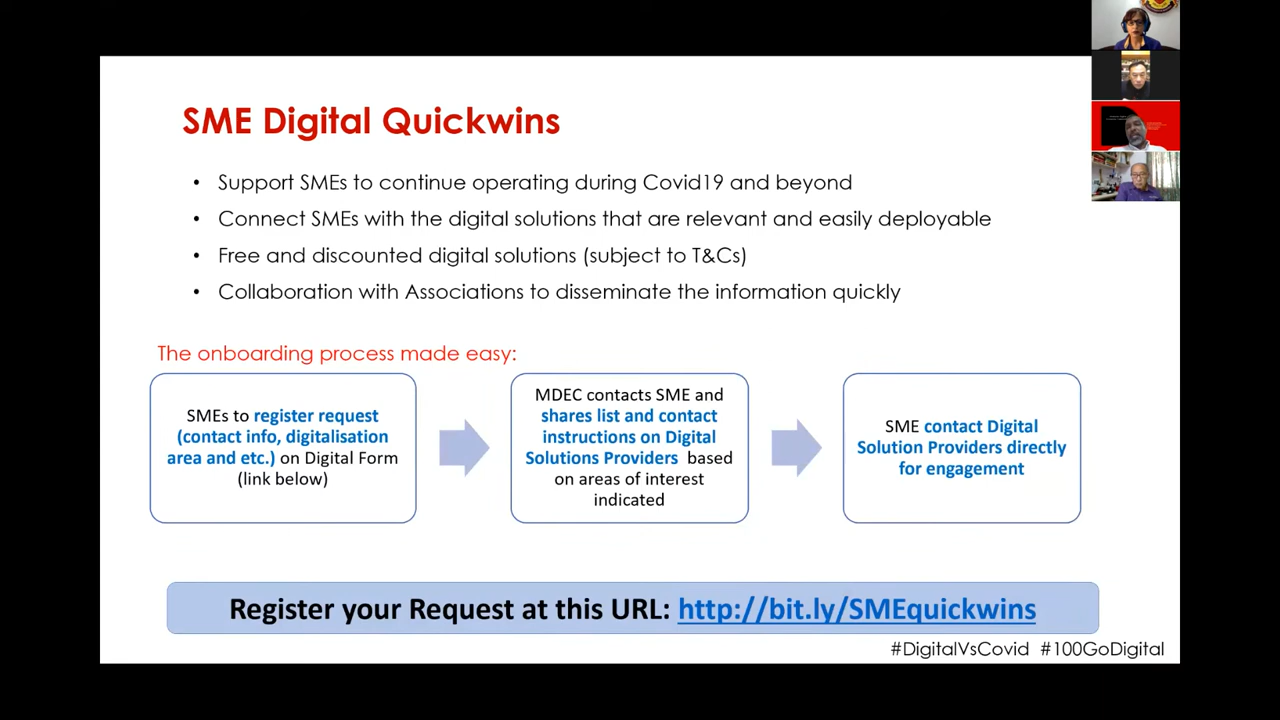 SME Digital Quickwins
• Support SMEs to continue operating during Covid19 and beyond
• Connect SMEs with the digital solutions that are relevant and easily deployable
• Free and discounted digital solutions (subject to T&Cs)
• Collaboration with Associations to disseminate the information quickly
The onboarding process made easy:
SMEs to register request
(contact info, digitalisation
area and etc.) on Digital Form
(link below)
MDEC contacts SME and
shares list and contact
instructions on Digital
Solutions Providers based
on areas of interest
indicated
SME contact Digital
Solution Providers directly
for engagement
Register your Request at this URL: http://bit.ly/SMEquickwins
#DigitalVsCovid #100GoDigital